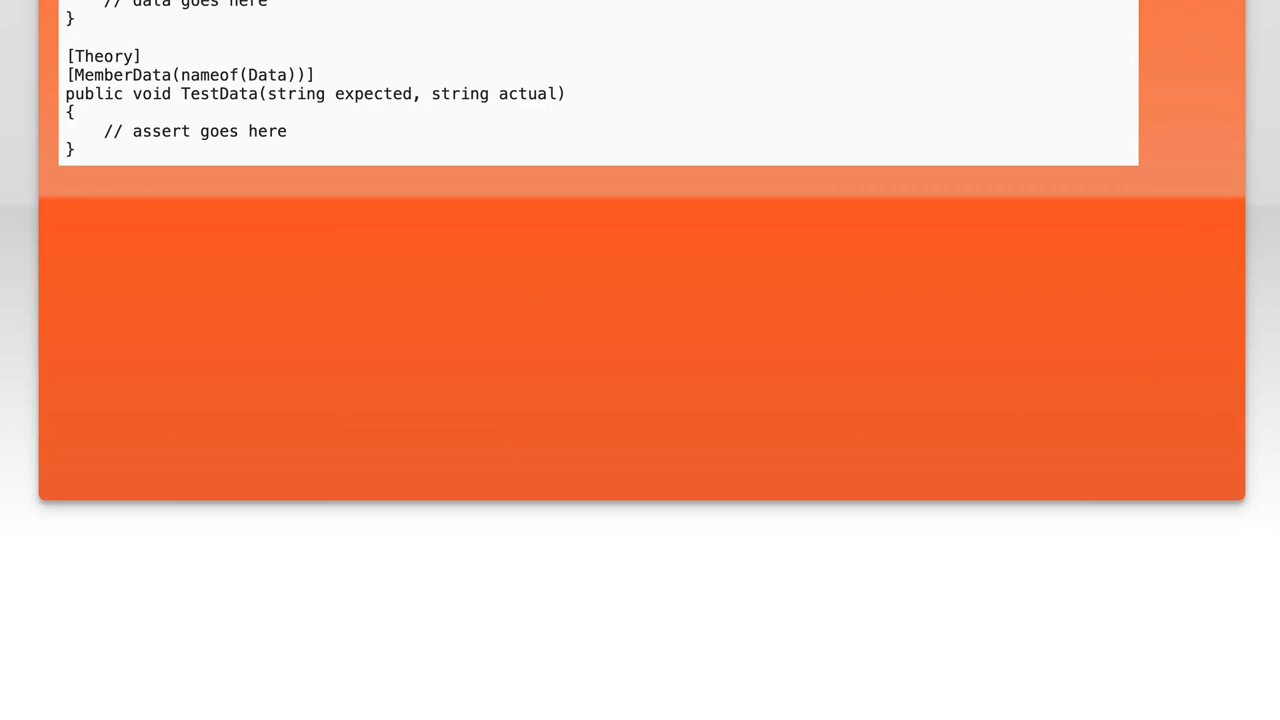 // data goes here
}
[Theory]
[MemberData(nameof(Data))]
public void TestData(string expected, string actual)
{
// assert goes here
}